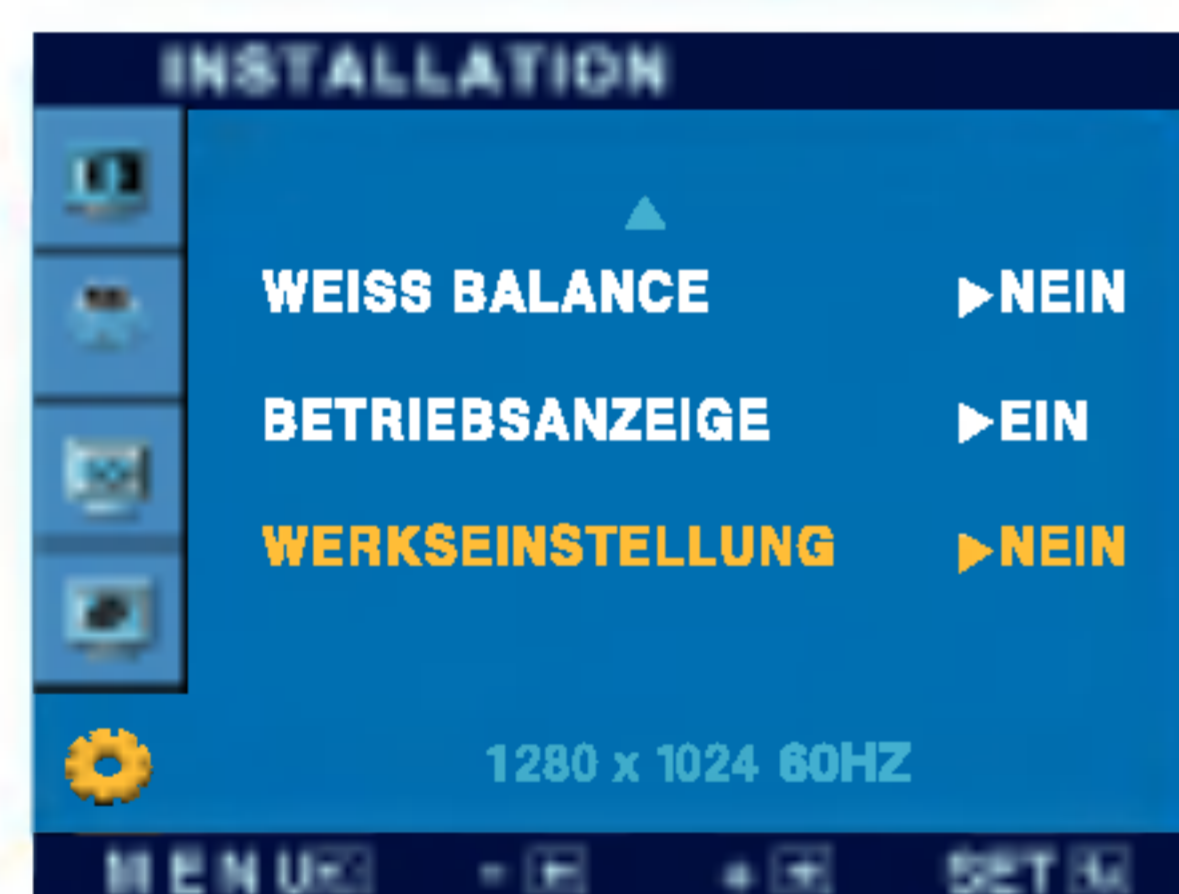 INSTALLATION
WEISS BALANCE ▶NEIN
BETRIEBSANZEIGE ▶EIN
WERKSEINSTELLUNG ▶NEIN
1280 x 1024 60HZ
MENU - + SET